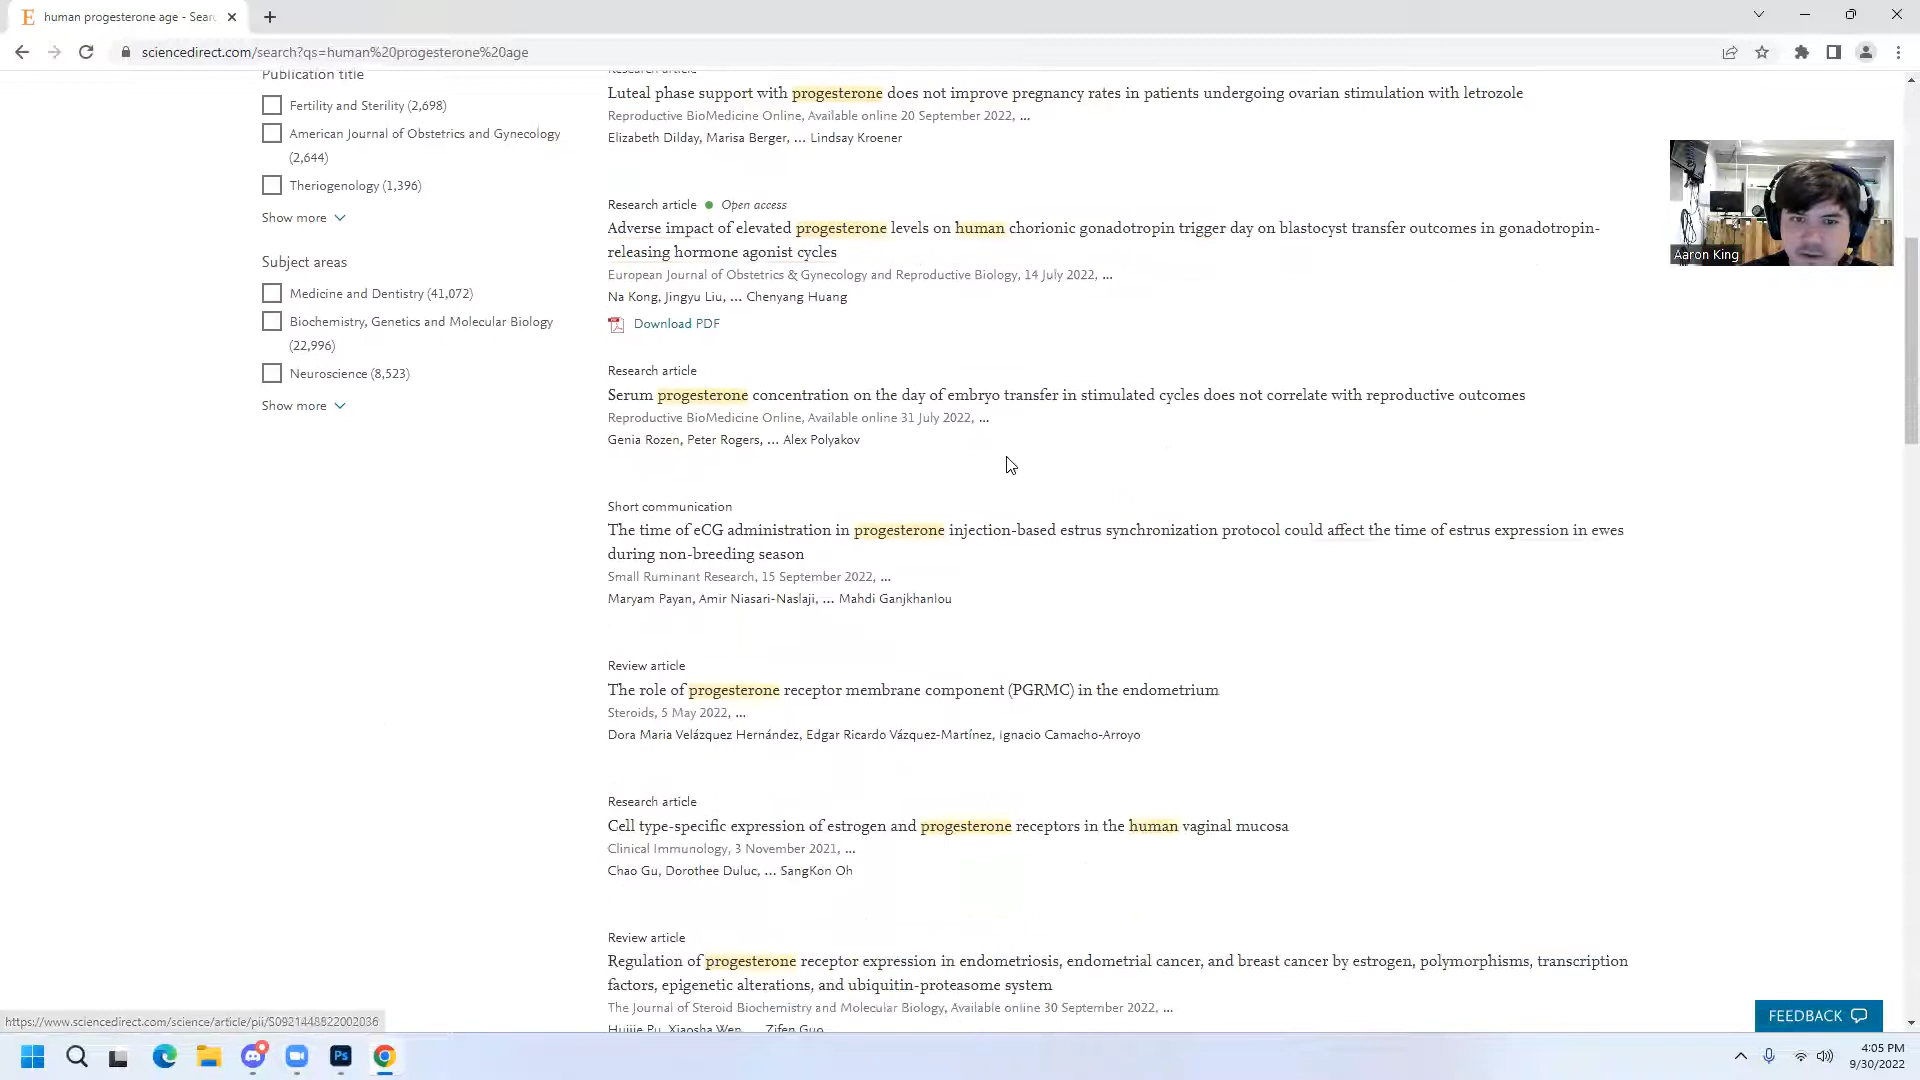 human progesterone age - Searc
sciencedirect.com/search?qs=human%20progesterone%20age
Publication title
Fertility and Sterility (2,698)
American Journal of Obstetrics and Gynecology
(2,644)
Theriogenology (1,396)
Show more
Subject areas
Medicine and Dentistry (41,072)
Biochemistry, Genetics and Molecular Biology
(22,996)
Neuroscience (8,523)
Show more
Research article
Luteal phase support with progesterone does not improve pregnancy rates in patients undergoing ovarian stimulation with letrozole
Reproductive BioMedicine Online, Available online 20 September 2022, ...
Elizabeth Dilday, Marisa Berger, ... Lindsay Kroener
Research article Open access
Adverse impact of elevated progesterone levels on human chorionic gonadotropin trigger day on blastocyst transfer outcomes in gonadotropin-
releasing hormone agonist cycles
European Journal of Obstetrics & Gynecology and Reproductive Biology, 14 July 2022, ...
Na Kong, Jingyu Liu, ... Chenyang Huang
Download PDF
Research article
Serum progesterone concentration on the day of embryo transfer in stimulated cycles does not correlate with reproductive outcomes
Reproductive BioMedicine Online, Available online 31 July 2022, ...
Genia Rozen, Peter Rogers, ... Alex Polyakov
Short communication
The time of eCG administration in progesterone injection-based estrus synchronization protocol could affect the time of estrus expression in ewes
during non-breeding season
Small Ruminant Research, 15 September 2022, ...
Maryam Payan, Amir Niasari-Naslaji, ... Mahdi Ganjkhanlou
Review article
The role of progesterone receptor membrane component (PGRMC) in the endometrium
Steroids, 5 May 2022, ...
Dora Maria Velázquez Hernández, Edgar Ricardo Vázquez-Martínez, Ignacio Camacho-Arroyo
Research article
Cell type-specific expression of estrogen and progesterone receptors in the human vaginal mucosa
Clinical Immunology, 3 November 2021, ...
Chao Gu, Dorothee Duluc, ... SangKon Oh
Review article
Regulation of progesterone receptor expression in endometriosis, endometrial cancer, and breast cancer by estrogen, polymorphisms, transcription
factors, epigenetic alterations, and ubiquitin-proteasome system
The Journal of Steroid Biochemistry and Molecular Biology, Available online 30 September 2022, ...
Huijie Pu, Xiaosha Wen, ... Zifen Guo
Aaron King
FEEDBACK
https://www.sciencedirect.com/science/article/pii/S0921448822002036
Ps
4:05 PM
9/30/2022